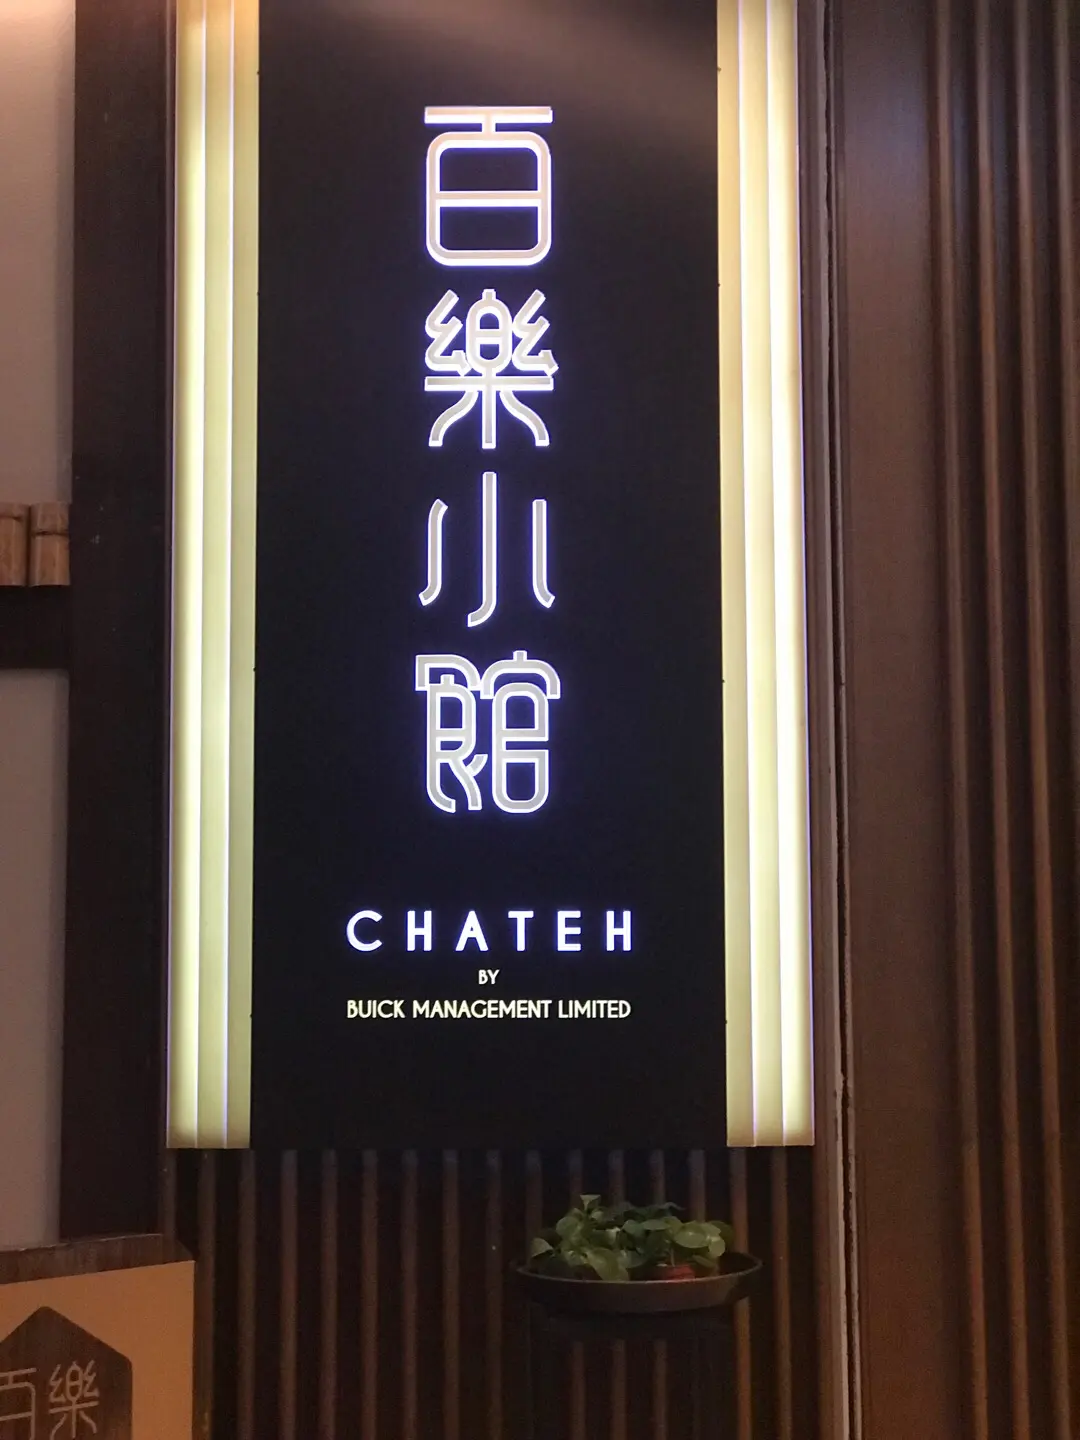 百樂小館
CHATEH
BY
BUICK MANAGEMENT LIMITED
百樂